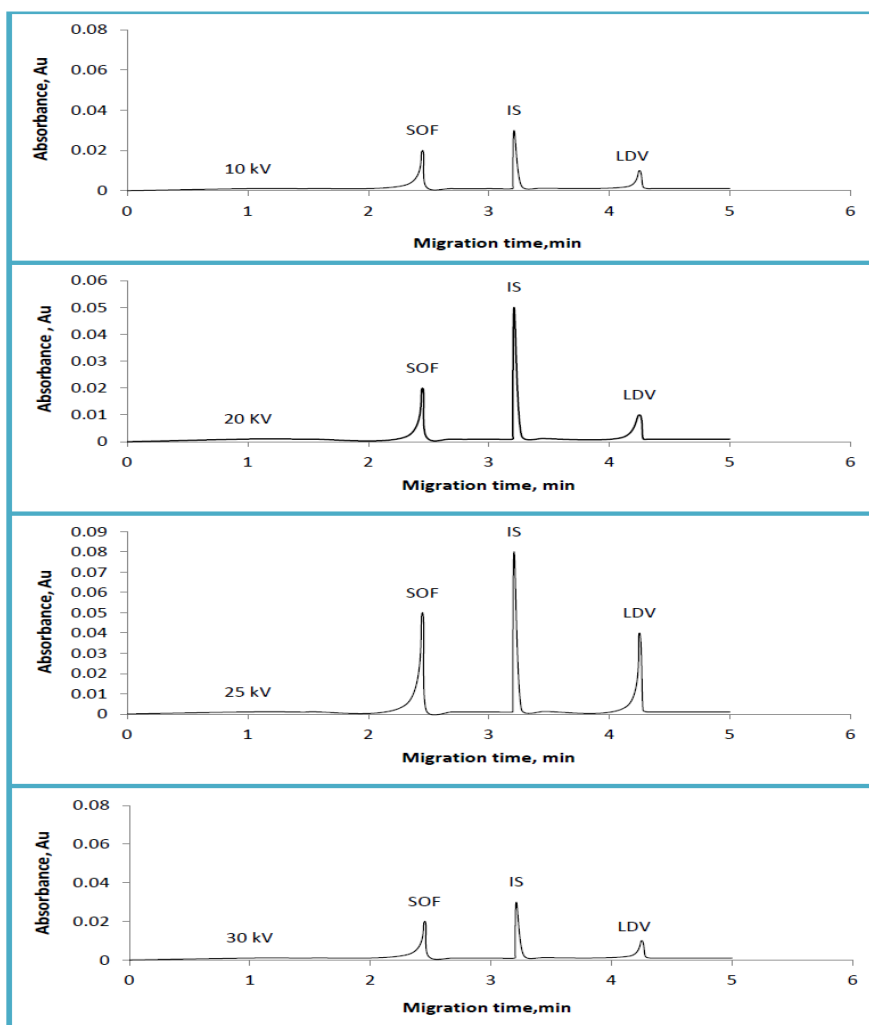 0.08
Absorbance, Au
0.06
0.04
IS
SOF
0.02
LDV
10 kV
0
0 1 2 3 4 5 6
Migration time,min
0.06
IS
Absorbance , Au
0.05
0.04
0.03
SOF
0.02
LDV
0.01
20 KV
0
0 1 2 3 4 5 6
Migration time, min
0.09
IS
Absorbance, Au
0.08
0.07
0.06
SOF
0.05
LDV
0.04
0.03
0.02
0.01
25 kV
0
0 1 2 3 4 5 6
Migration time, min
0.08
Absorbance, Au
0.06
0.04
IS
SOF
0.02
LDV
30 kV
0
0 1 2 3 4 5 6
Migration time,min